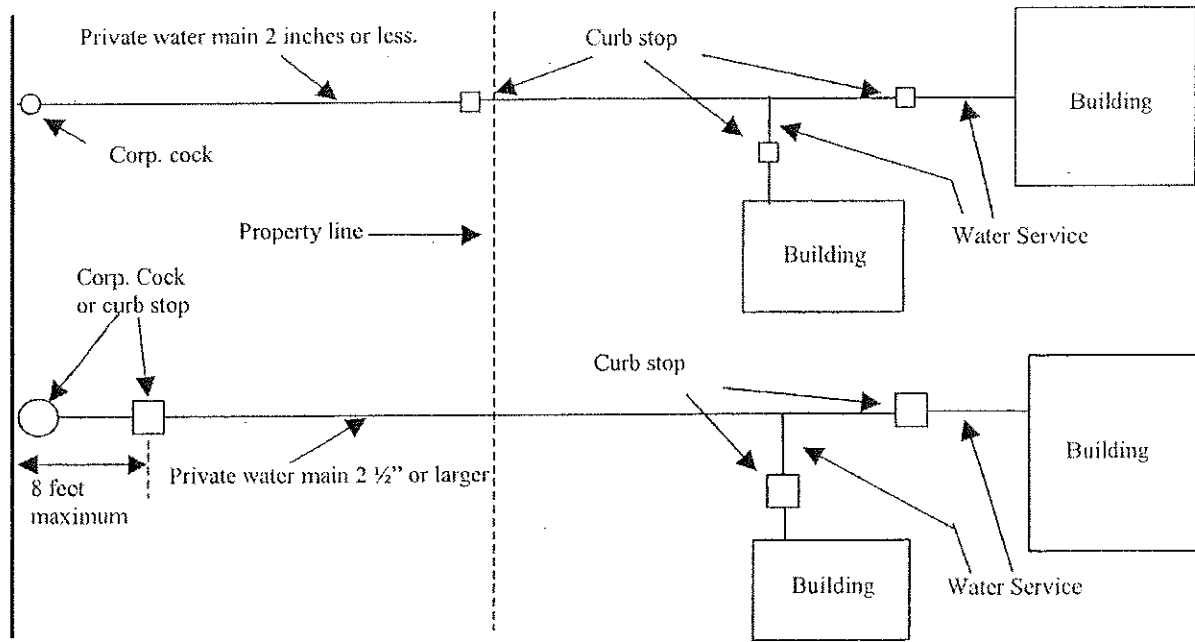 Private water main 2 inches or less.
Curb stop
Building
Corp. cock
Property line
Building
Water Service
Corp. Cock
or curb stop
Curb stop
Building
Private water main 2 ½” or larger
8 feet
maximum
Building
Water Service